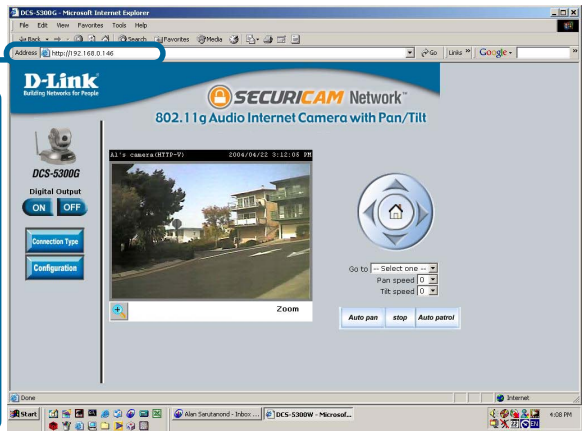 DCS-5300G - Microsoft Internet Explorer
File Edit View Favorites Tools Help
Back Search Favorites Media
Address http://192.168.0.146 Go Links » Google »
D-Link
Building Networks for People
SECURICAM Network™
802.11g Audio Internet Camera with Pan/Tilt
DCS-5300G
Digital Output
ON OFF
Connection Type
Configuration
Al's camera(HTTP-V) 2004/04/22 3:12:05 PM
Zoom
Go to -- Select one --
Pan speed 0
Tilt speed 0
Auto pan stop Auto patrol
Done Internet
Start Alan Sarutanond - Inbox ... DCS-5300W - Microsof... EN 4:08 PM